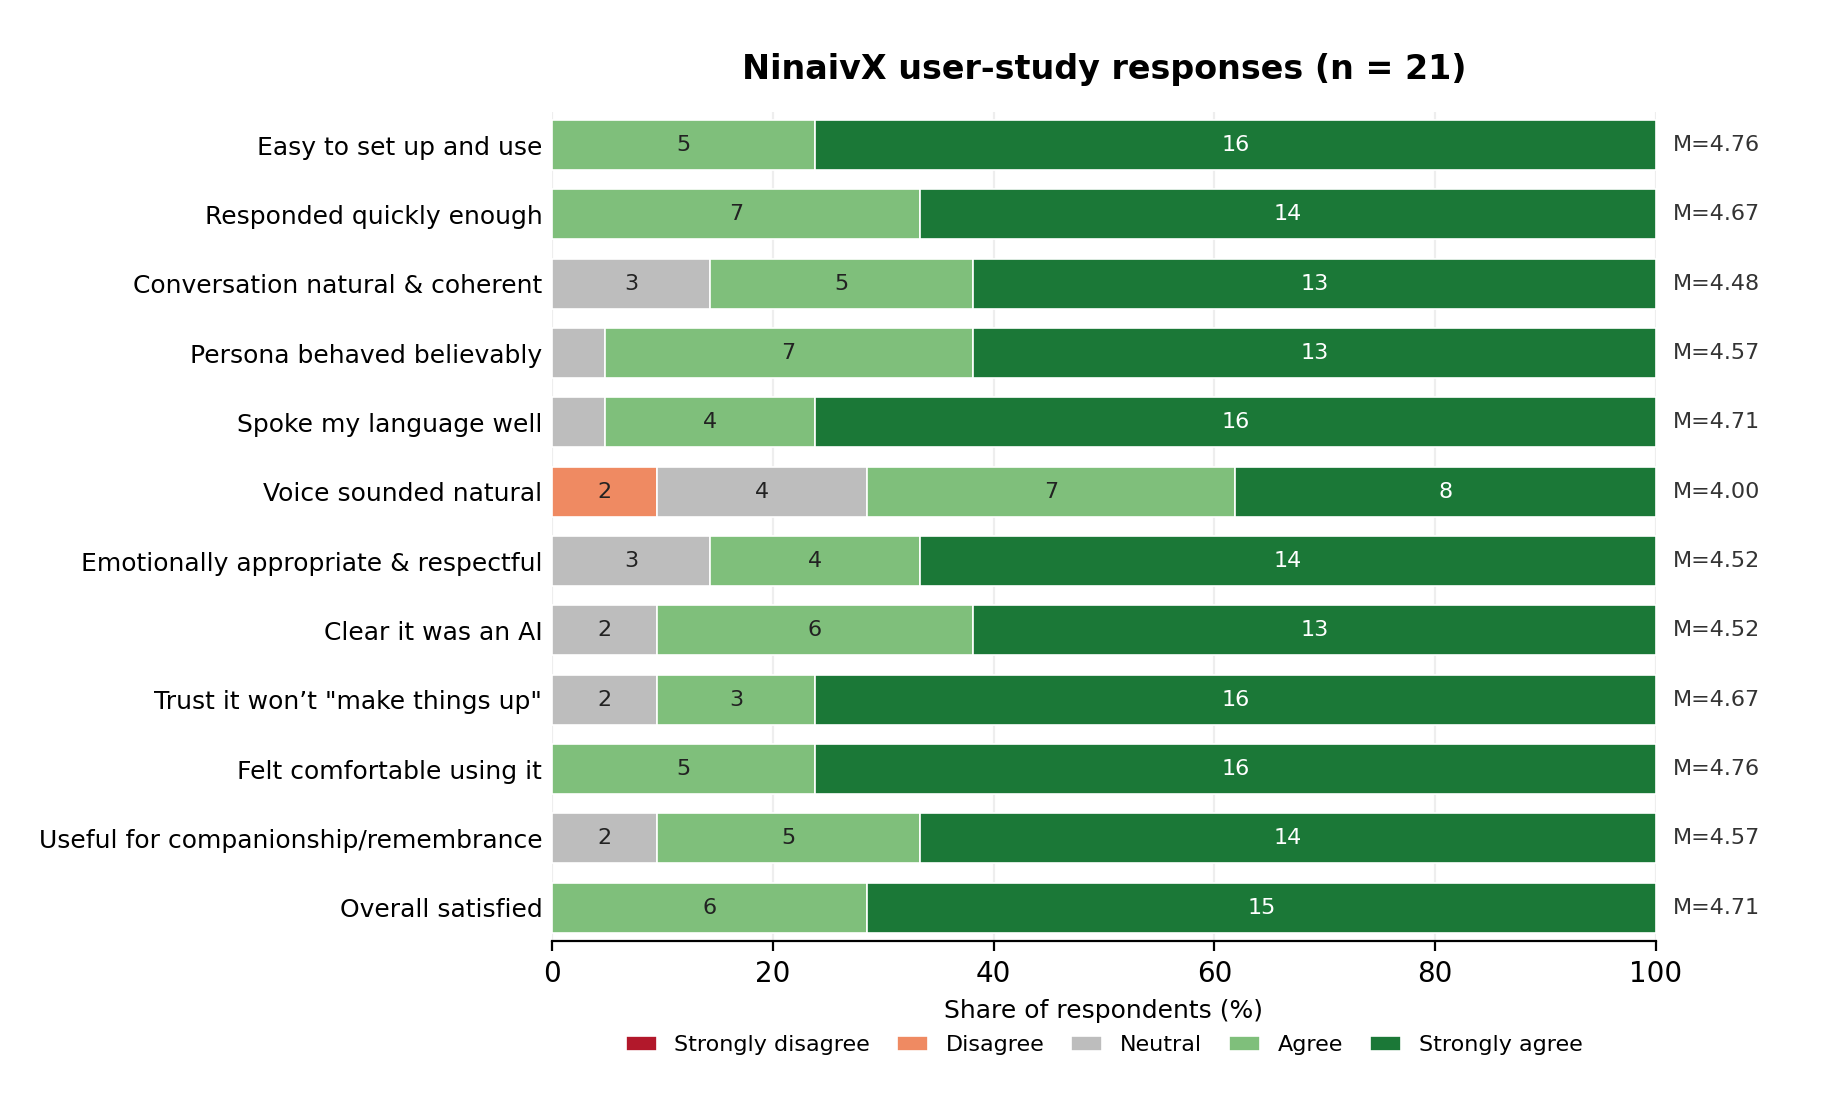 NinaivX user-study responses (n = 21)
Easy to set up and use 5 16 M=4.76
Responded quickly enough 7 14 M=4.67
Conversation natural & coherent 3 5 13 M=4.48
Persona behaved believably 7 13 M=4.57
Spoke my language well 4 16 M=4.71
Voice sounded natural 2 4 7 8 M=4.00
Emotionally appropriate & respectful 3 4 14 M=4.52
Clear it was an AI 2 6 13 M=4.52
Trust it won’t "make things up" 2 3 16 M=4.67
Felt comfortable using it 5 16 M=4.76
Useful for companionship/remembrance 2 5 14 M=4.57
Overall satisfied 6 15 M=4.71
0 20 40 60 80 100
Share of respondents (%)
Strongly disagree Disagree Neutral Agree Strongly agree